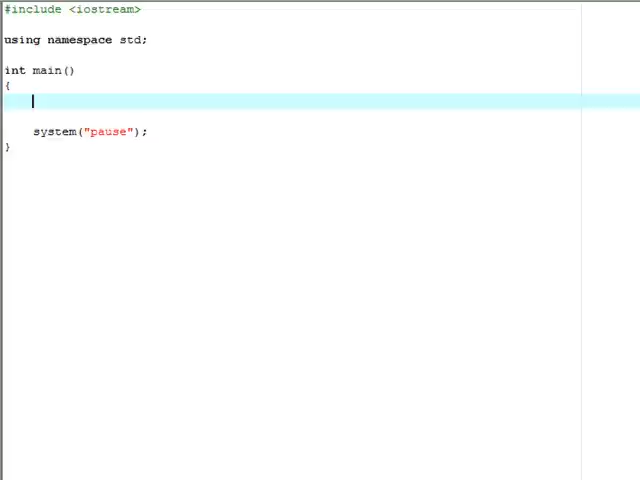 #include <iostream>
using namespace std;
int main()
{
system("pause");
}